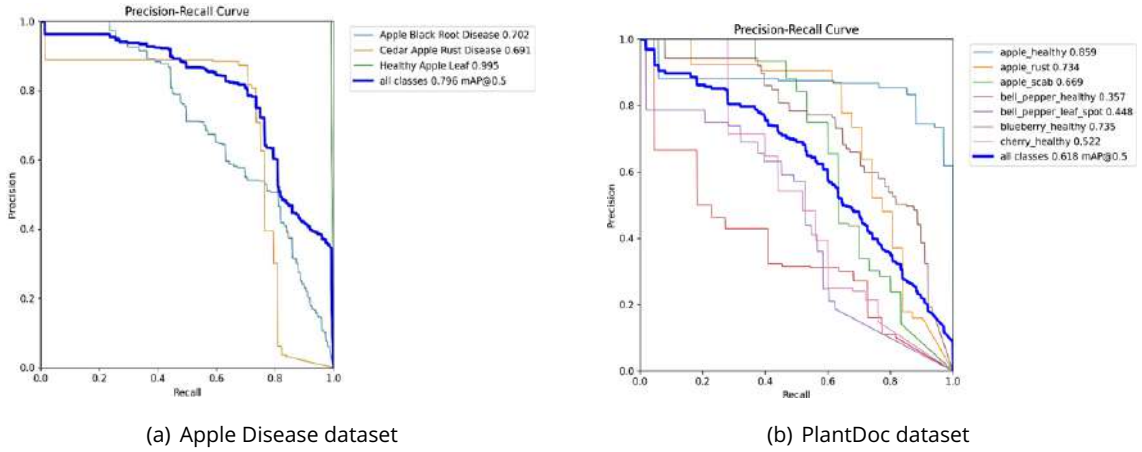 Precision-Recall Curve
1.0
0.8
0.6
0.4
0.2
0.0
Precision
0.0 0.2 0.4 0.6 0.8 1.0
Recall
Apple Black Root Disease 0.702
Cedar Apple Rust Disease 0.691
Healthy Apple Leaf 0.995
all classes 0.796 mAP@0.5
(a) Apple Disease dataset
Precision-Recall Curve
1.0
0.8
0.6
0.4
0.2
0.0
Precision
0.0 0.2 0.4 0.6 0.8 1.0
Recall
apple_healthy 0.859
apple_rust 0.734
apple_scab 0.669
bell_pepper_healthy 0.357
bell_pepper_leaf_spot 0.448
blueberry_healthy 0.735
cherry_healthy 0.522
all classes 0.618 mAP@0.5
(b) PlantDoc dataset